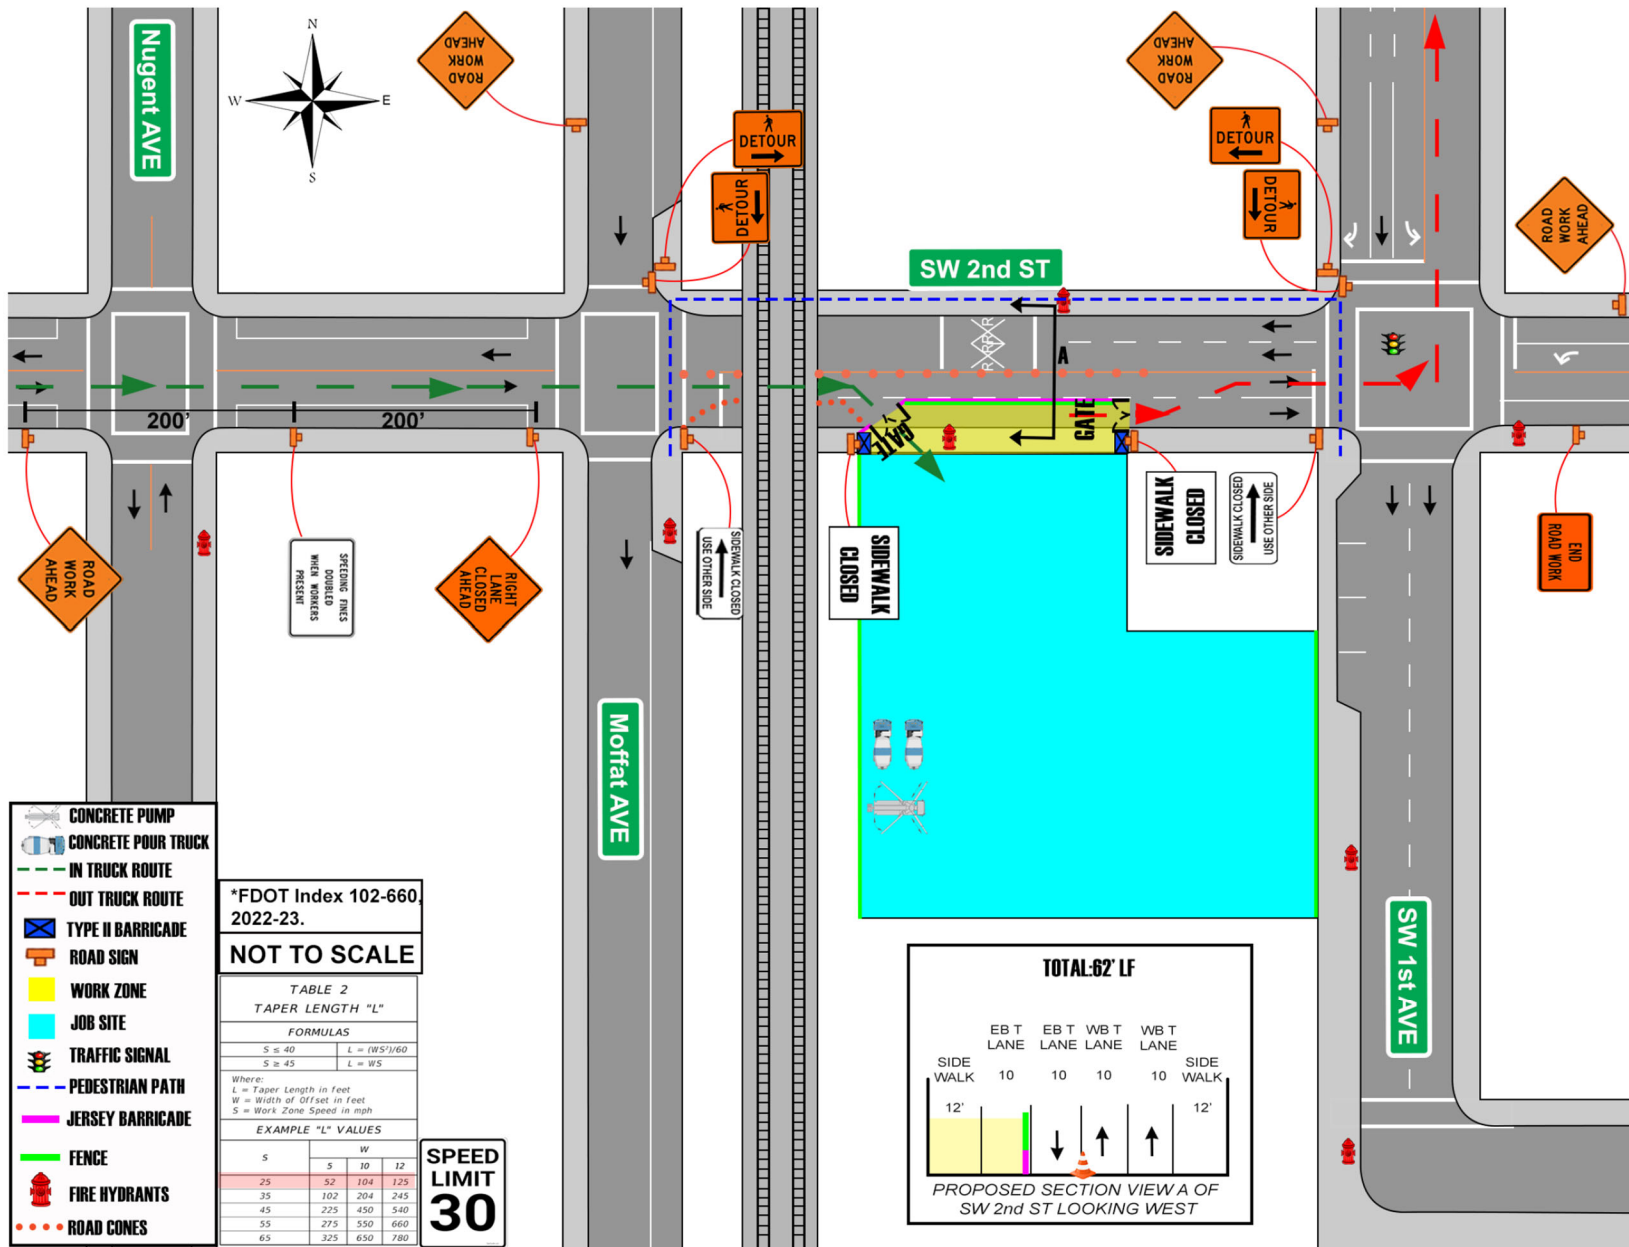 Nugent AVE
N
W
E
S
ROAD
WORK
AHEAD
DETOUR
DETOUR
ROAD
WORK
AHEAD
DETOUR
DETOUR
ROAD
WORK
AHEAD
SW 2nd ST
R R
R R
A
200'
200'
GATE
GATE
ROAD
WORK
AHEAD
SPEEDING FINES
DOUBLED
WHEN WORKERS
PRESENT
RIGHT
LANE
CLOSED
AHEAD
SIDEWALK CLOSED
USE OTHER SIDE
SIDEWALK
CLOSED
SIDEWALK
CLOSED
SIDEWALK CLOSED
USE OTHER SIDE
END
ROAD WORK
Moffat AVE
SW 1st AVE
CONCRETE PUMP
CONCRETE POUR TRUCK
IN TRUCK ROUTE
OUT TRUCK ROUTE
TYPE II BARRICADE
ROAD SIGN
WORK ZONE
JOB SITE
TRAFFIC SIGNAL
PEDESTRIAN PATH
JERSEY BARRICADE
FENCE
FIRE HYDRANTS
ROAD CONES
*FDOT Index 102-660,
2022-23.
NOT TO SCALE
TABLE 2
TAPER LENGTH "L"
FORMULAS
S ≤ 40 L = (WS²)/60
S ≥ 45 L = WS
Where:
L = Taper Length in feet
W = Width of Offset in feet
S = Work Zone Speed in mph
EXAMPLE "L" VALUES
S W
5 10 12
25 52 104 125
35 102 204 245
45 225 450 540
55 275 550 660
65 325 650 780
SPEED
LIMIT
30
TOTAL:62' LF
EB T EB T WB T WB T
LANE LANE LANE LANE
SIDE SIDE
WALK 10 10 10 10 WALK
12' 12'
PROPOSED SECTION VIEW A OF
SW 2nd ST LOOKING WEST